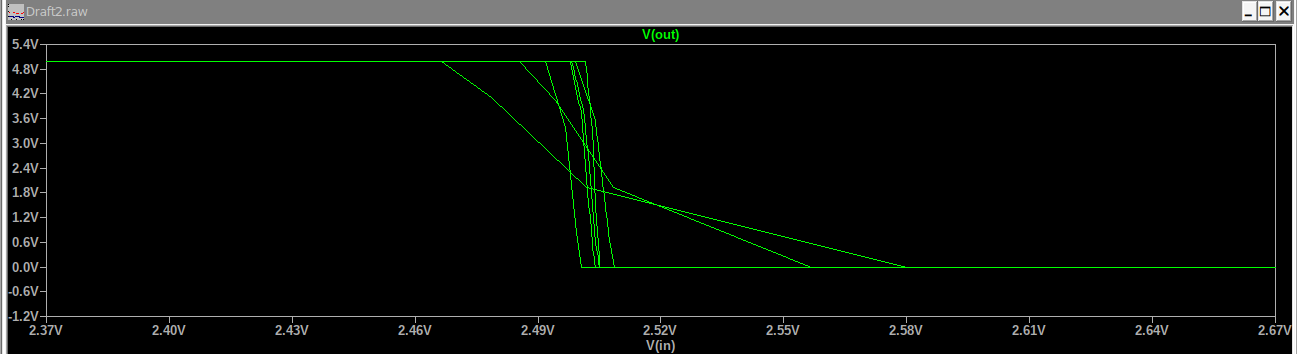 Draft2.raw
V(out)
5.4V
4.8V
4.2V
3.6V
3.0V
2.4V
1.8V
1.2V
0.6V
0.0V
-0.6V
-1.2V
2.37V 2.40V 2.43V 2.46V 2.49V 2.52V 2.55V 2.58V 2.61V 2.64V 2.67V
V(in)